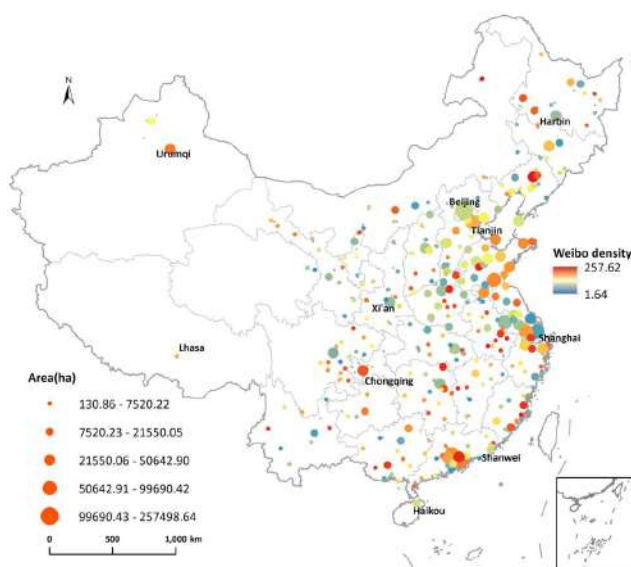 N
Harbin
Urumqi
Beijing
Tianjin
Weibo density
257.62
1.64
Xi'an
Shanghai
Lhasa
Chongqing
Area(ha)
130.86 - 7520.22
7520.23 - 21550.05
21550.06 - 50642.90
50642.91 - 99690.42
99690.43 - 257498.64
Shanwei
Haikou
0 500 1,000 km